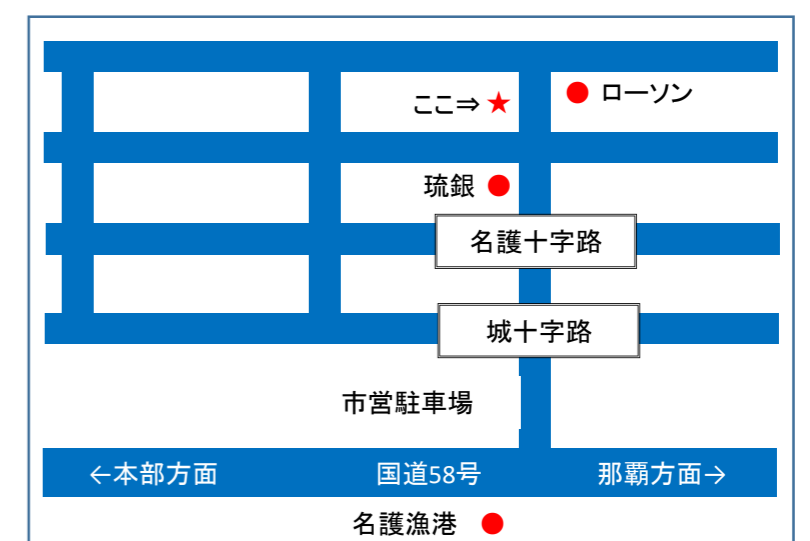 ここ⇒★
ローソン
琉銀
名護十字路
城十字路
市営駐車場
←本部方面
国道58号
那覇方面→
名護漁港